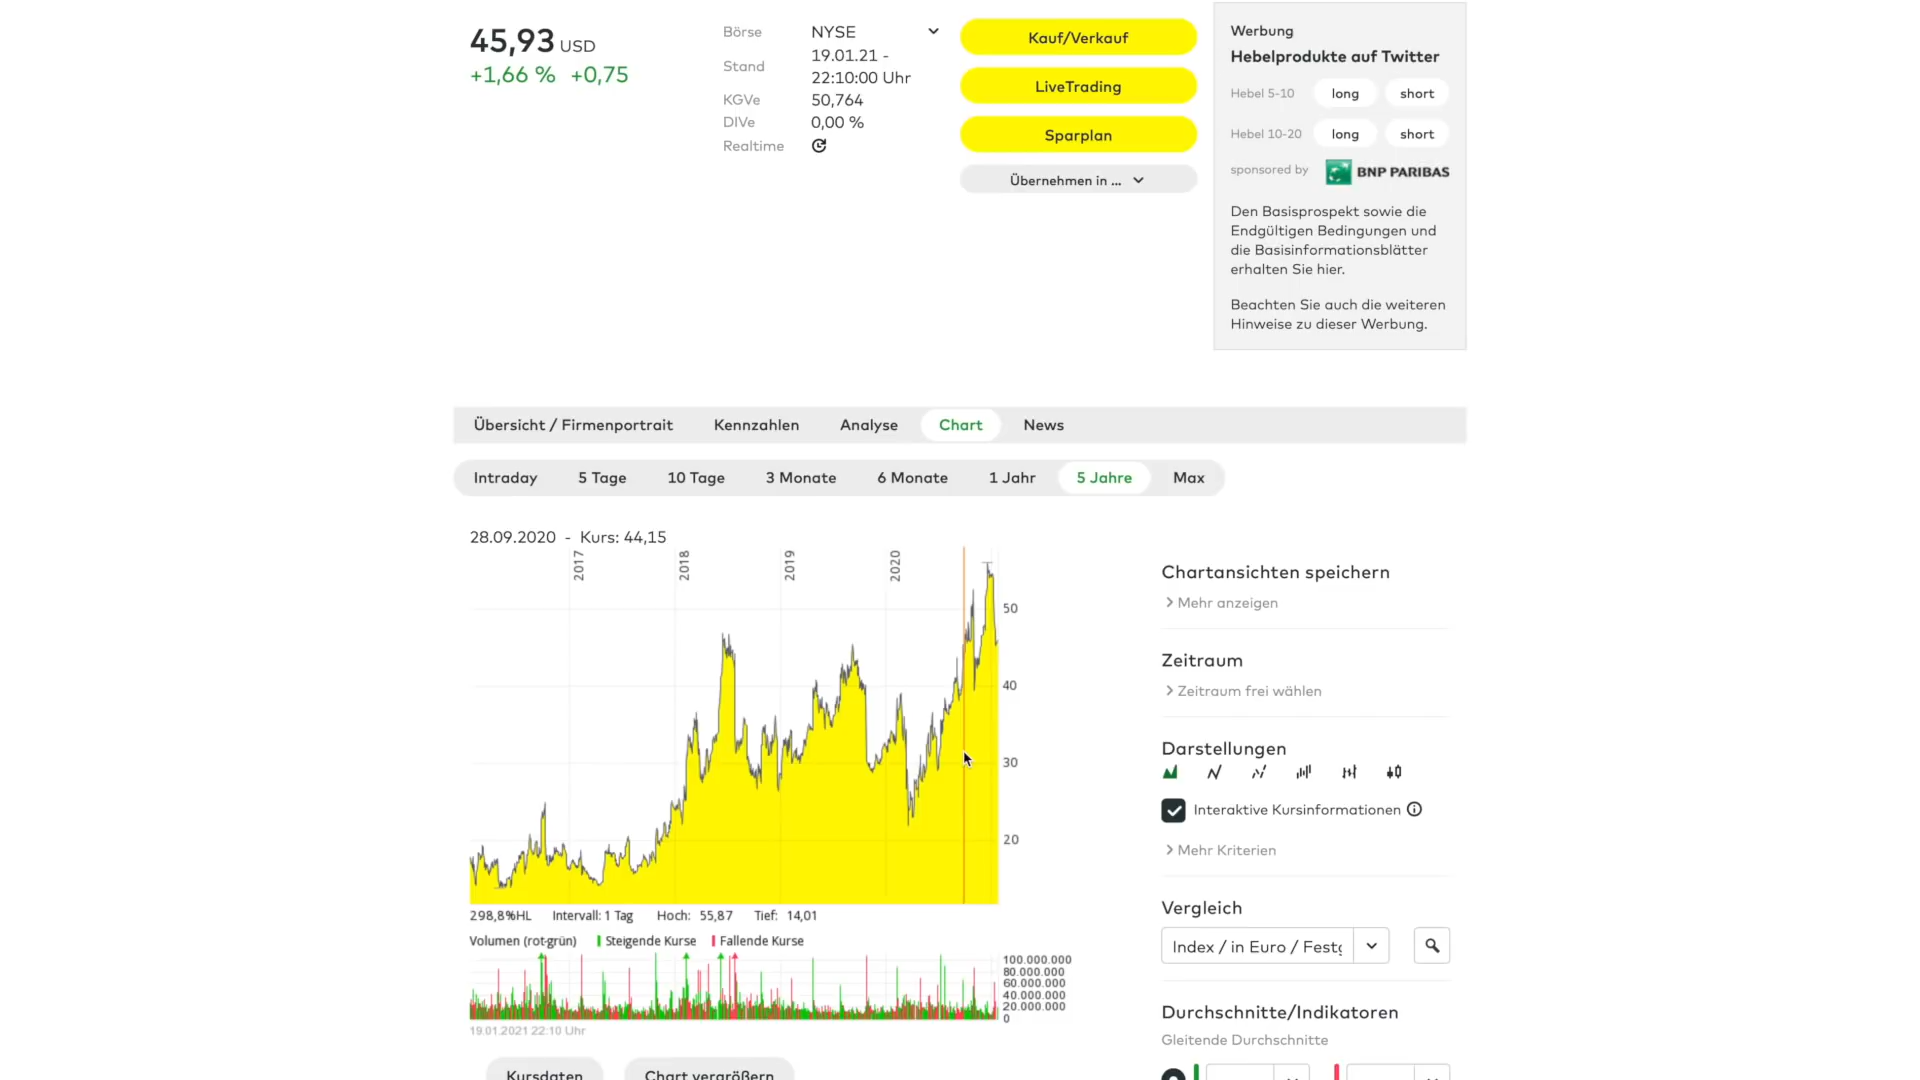 45,93 USD
+1,66 % +0,75
Börse NYSE
Stand 19.01.21 -
22:10:00 Uhr
KGVe 50,764
DIVe 0,00 %
Realtime
Kauf/Verkauf
LiveTrading
Sparplan
Übernehmen in ...
Werbung
Hebelprodukte auf Twitter
Hebel 5-10 long short
Hebel 10-20 long short
sponsored by BNP PARIBAS
Den Basisprospekt sowie die
Endgültigen Bedingungen und
die Basisinformationsblätter
erhalten Sie hier.
Beachten Sie auch die weiteren
Hinweise zu dieser Werbung.
Übersicht / Firmenportrait Kennzahlen Analyse Chart News
Intraday 5 Tage 10 Tage 3 Monate 6 Monate 1 Jahr 5 Jahre Max
28.09.2020 - Kurs: 44,15
2017 2018 2019 2020
50
40
30
20
298,8%HL Intervall: 1 Tag Hoch: 55,87 Tief: 14,01
Volumen (rot-grün) Steigende Kurse Fallende Kurse
100.000.000
80.000.000
60.000.000
40.000.000
20.000.000
0
19.01.2021 22:10 Uhr
Kursdaten Chart vergrößern
Chartansichten speichern
Mehr anzeigen
Zeitraum
Zeitraum frei wählen
Darstellungen
Interaktive Kursinformationen
Mehr Kriterien
Vergleich
Index / in Euro / Festg
Durchschnitte/Indikatoren
Gleitende Durchschnitte